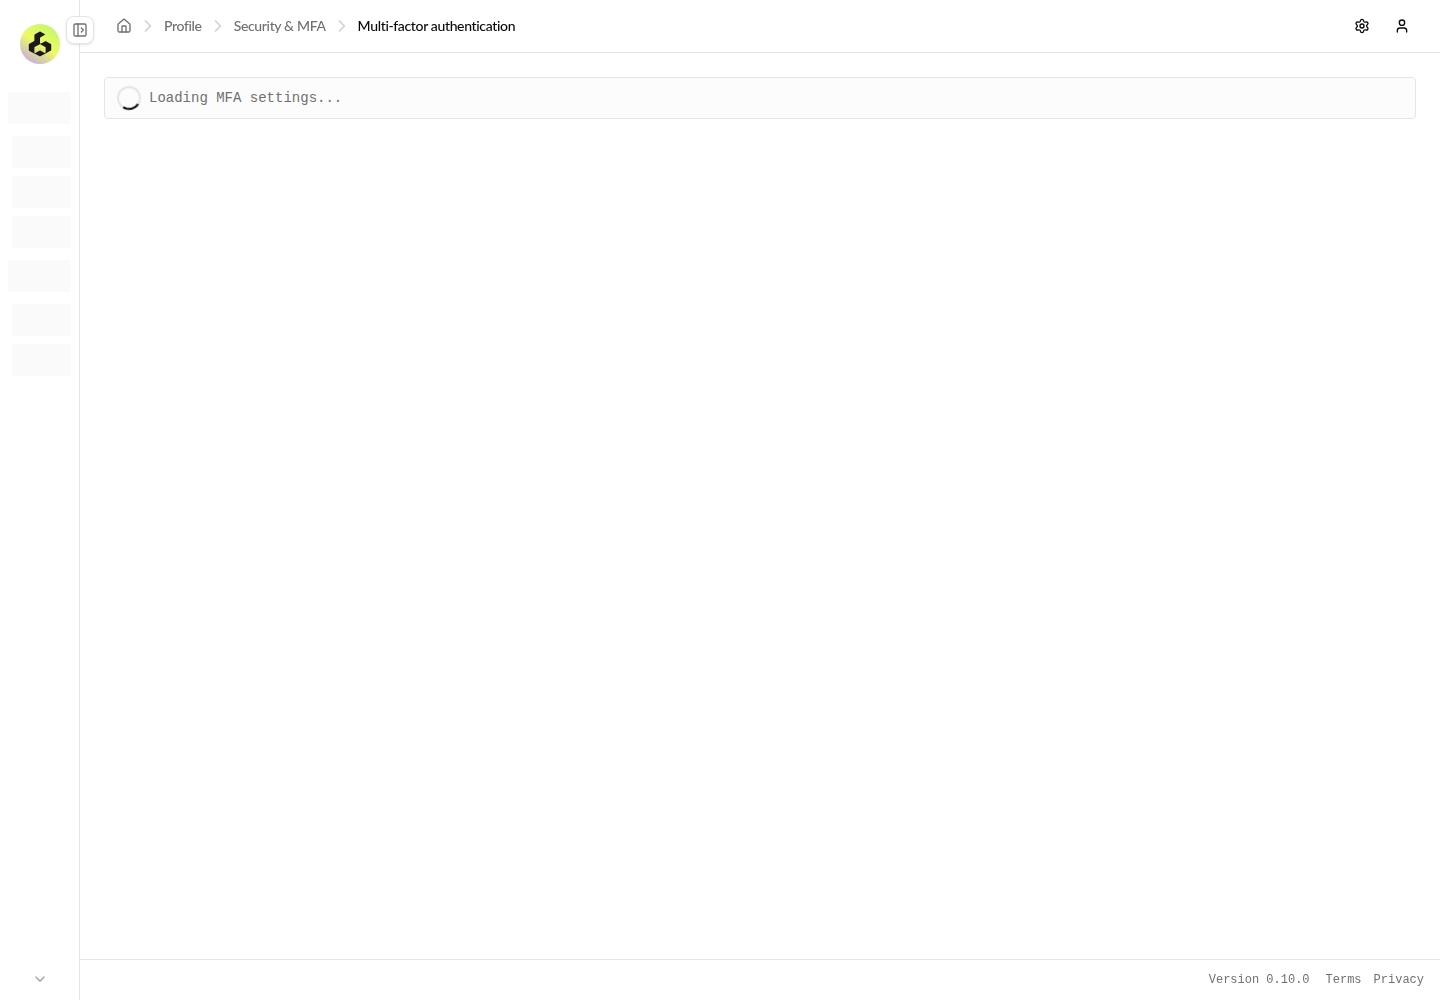 Profile
Security & MFA
Multi-factor authentication
Loading MFA settings...
Version 0.10.0
Terms
Privacy